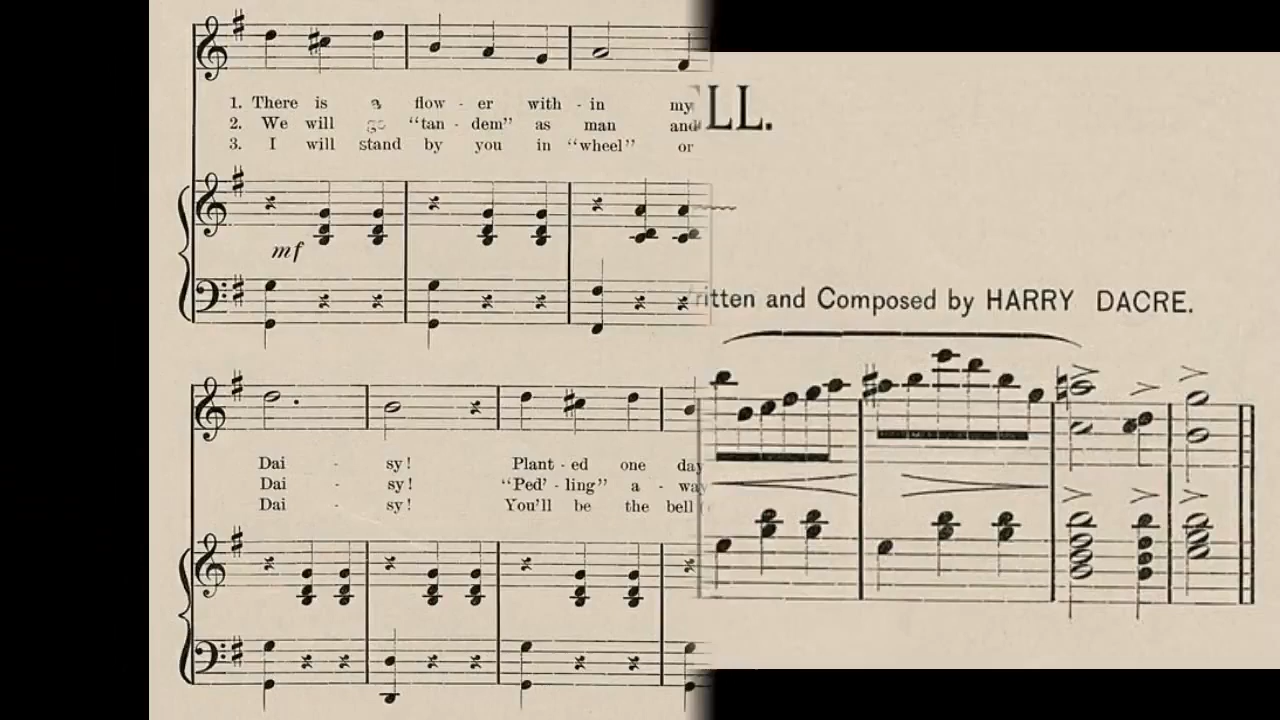 1. There is a flow - er with - in my
2. We will go “tan - dem” as man and
3. I will stand by you in “wheel” or
mf
Dai - sy! Plant - ed one day
Dai - sy! “Ped’ - ling” a - way
Dai - sy! You’ll be the bell
LL.
ritten and Composed by HARRY DACRE.